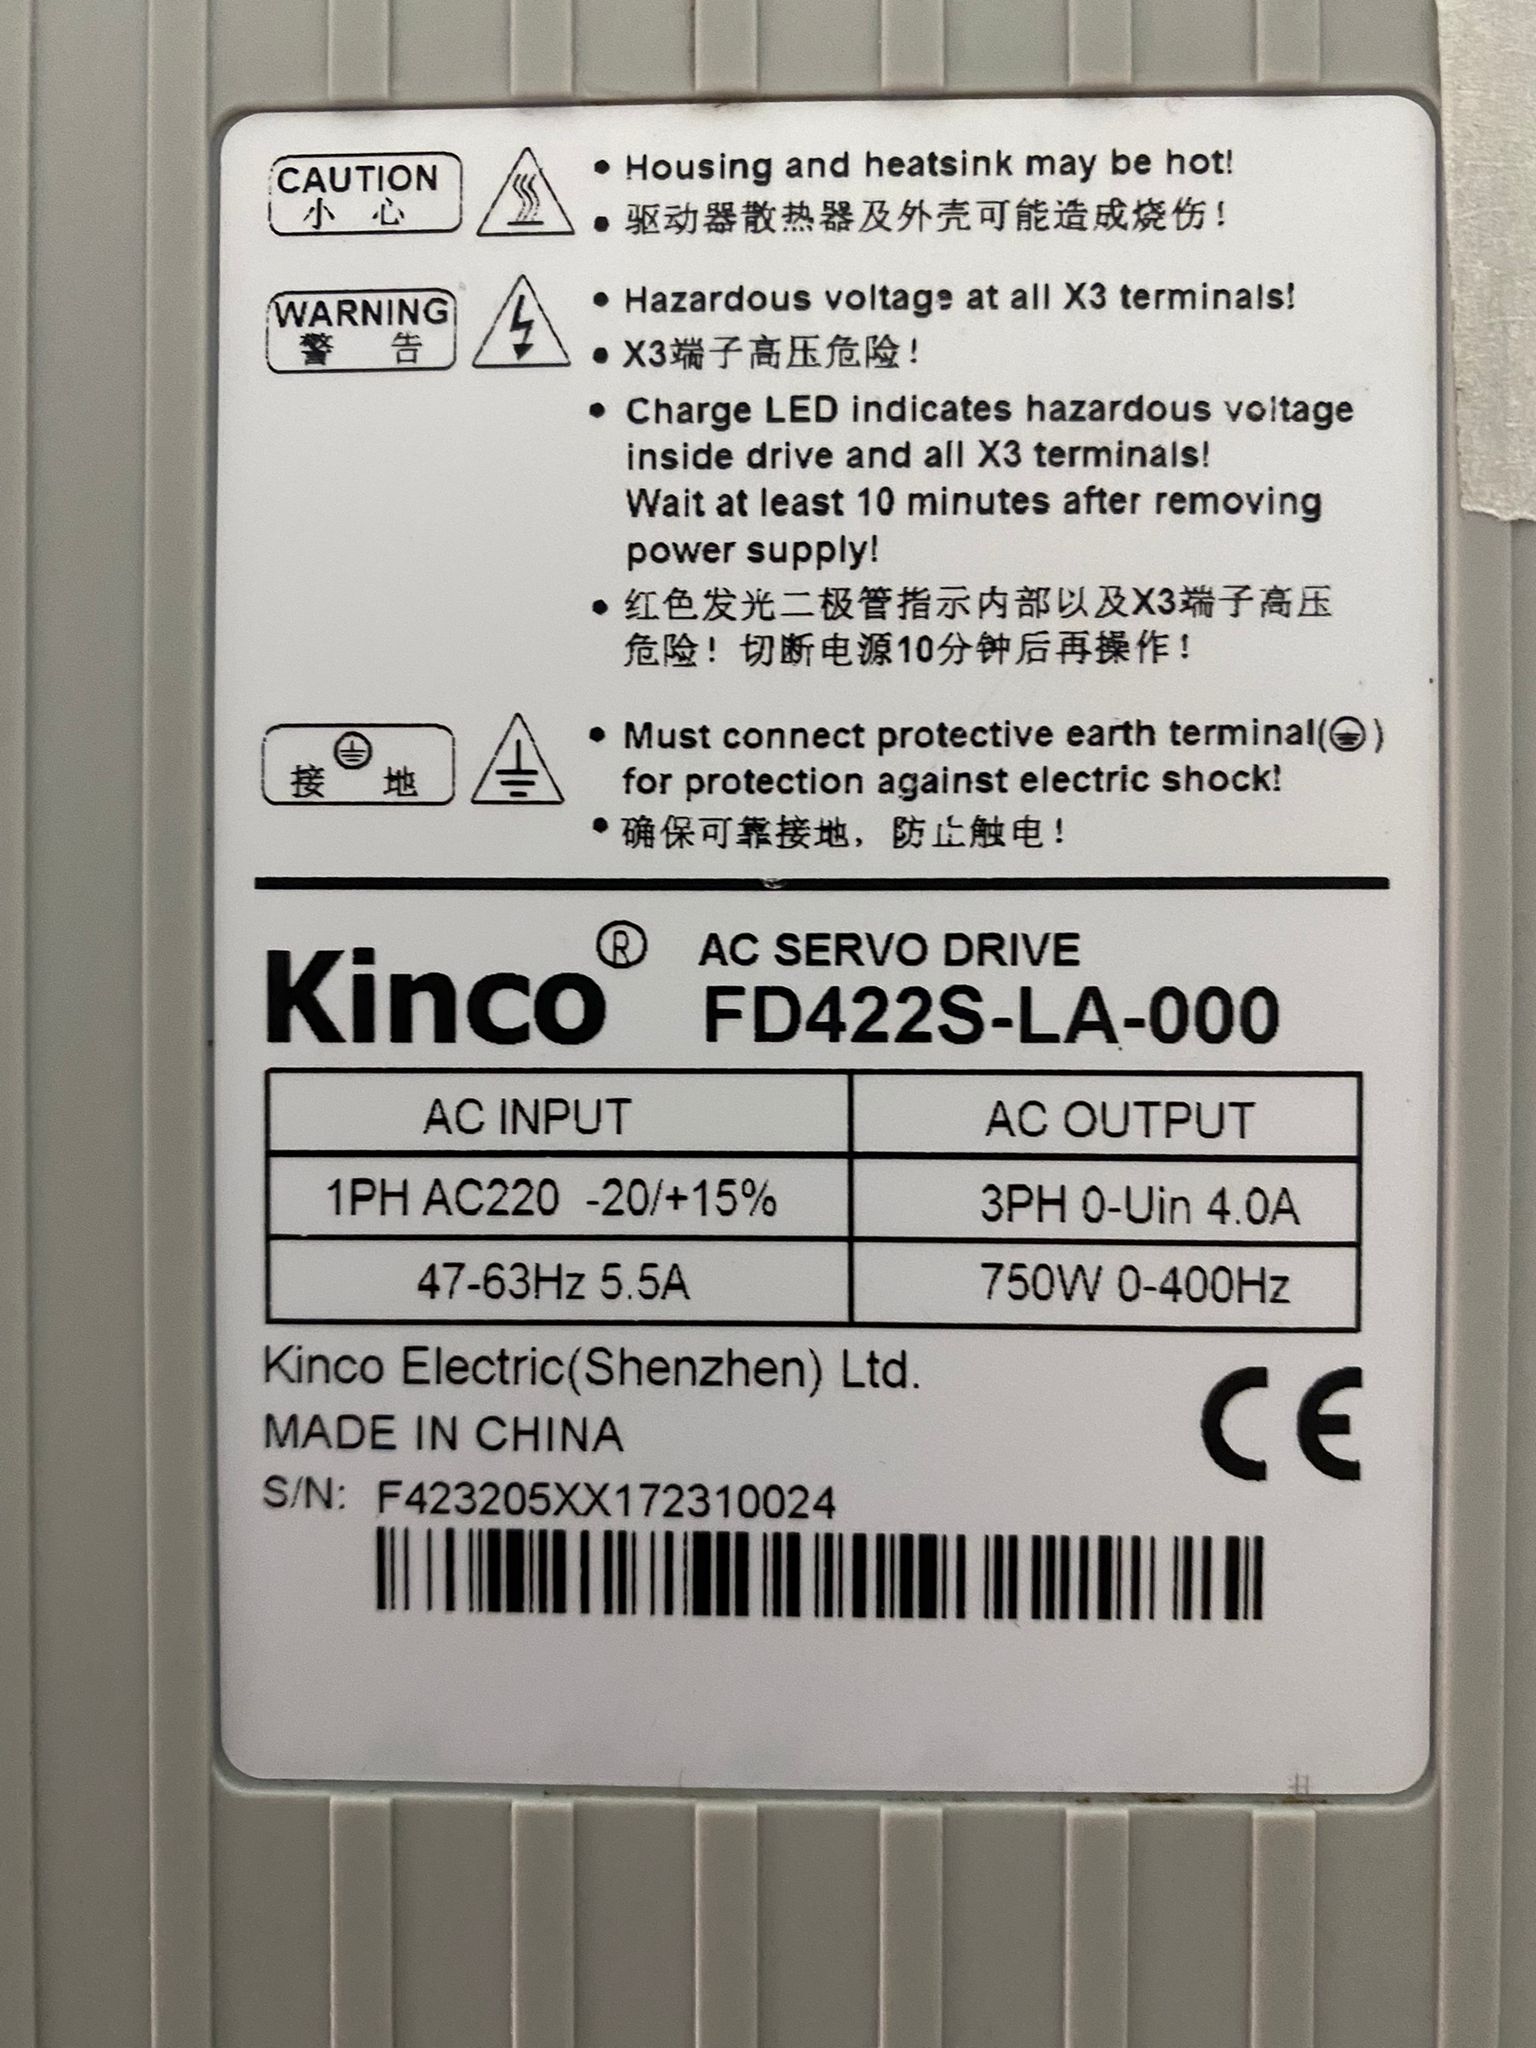 CAUTION
小 心
• Housing and heatsink may be hot!
• 驱动器散热器及外壳可能造成烧伤！
WARNING
警 告
• Hazardous voltage at all X3 terminals!
• X3端子高压危险！
• Charge LED indicates hazardous voltage
inside drive and all X3 terminals!
Wait at least 10 minutes after removing
power supply!
• 红色发光二极管指示内部以及X3端子高压
危险！切断电源10分钟后再操作！
接 地
• Must connect protective earth terminal(⏚)
for protection against electric shock!
• 确保可靠接地，防止触电！
Kinco® AC SERVO DRIVE
FD422S-LA-000
AC INPUT AC OUTPUT
1PH AC220 -20/+15% 3PH 0-Uin 4.0A
47-63Hz 5.5A 750W 0-400Hz
Kinco Electric(Shenzhen) Ltd.
MADE IN CHINA
CE
S/N: F423205XX172310024